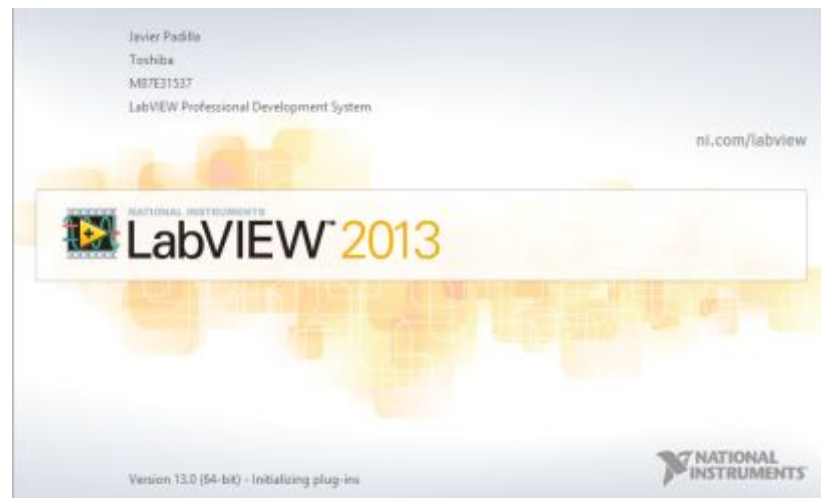 Javier Padilla
Toshiba
M87E31537
LabVIEW Professional Development System
ni.com/labview
NATIONAL INSTRUMENTS
LabVIEW™ 2013
Version 13.0 (64-bit) - Initializing plug-ins
NATIONAL
INSTRUMENTS